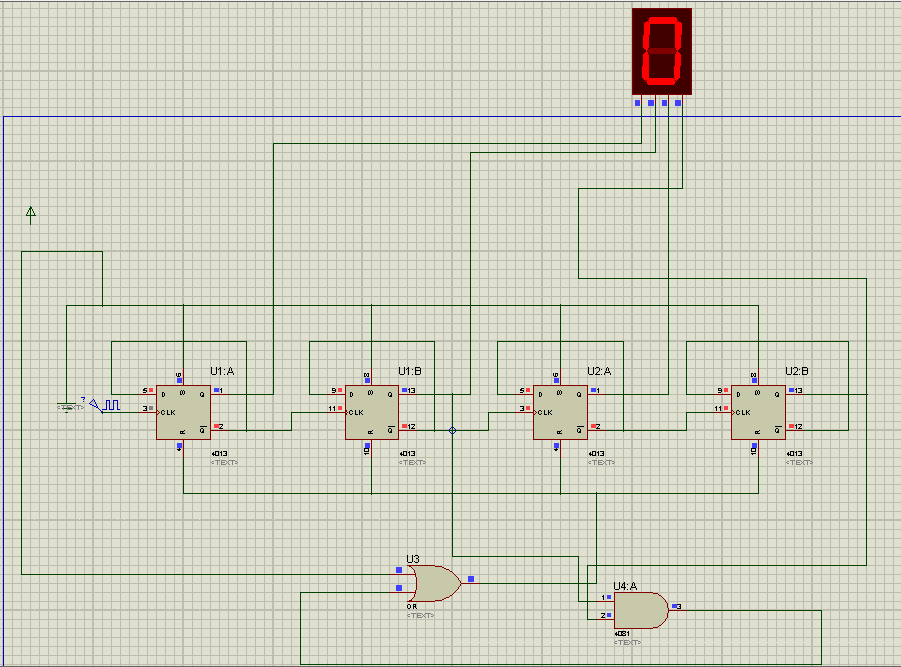 0
U1:A
U1:B
U2:A
U2:B
6
8
6
8
5
D
S
Q
1
9
D
S
Q
13
5
D
S
Q
1
9
D
S
Q
13
?
<TEXT>
3
CLK
11
CLK
3
CLK
11
CLK
R
Q
2
R
Q
12
R
Q
2
R
Q
12
4
10
4
10
4013
4013
4013
4013
<TEXT>
<TEXT>
<TEXT>
<TEXT>
U3
U4:A
1
3
OR
2
<TEXT>
4081
<TEXT>